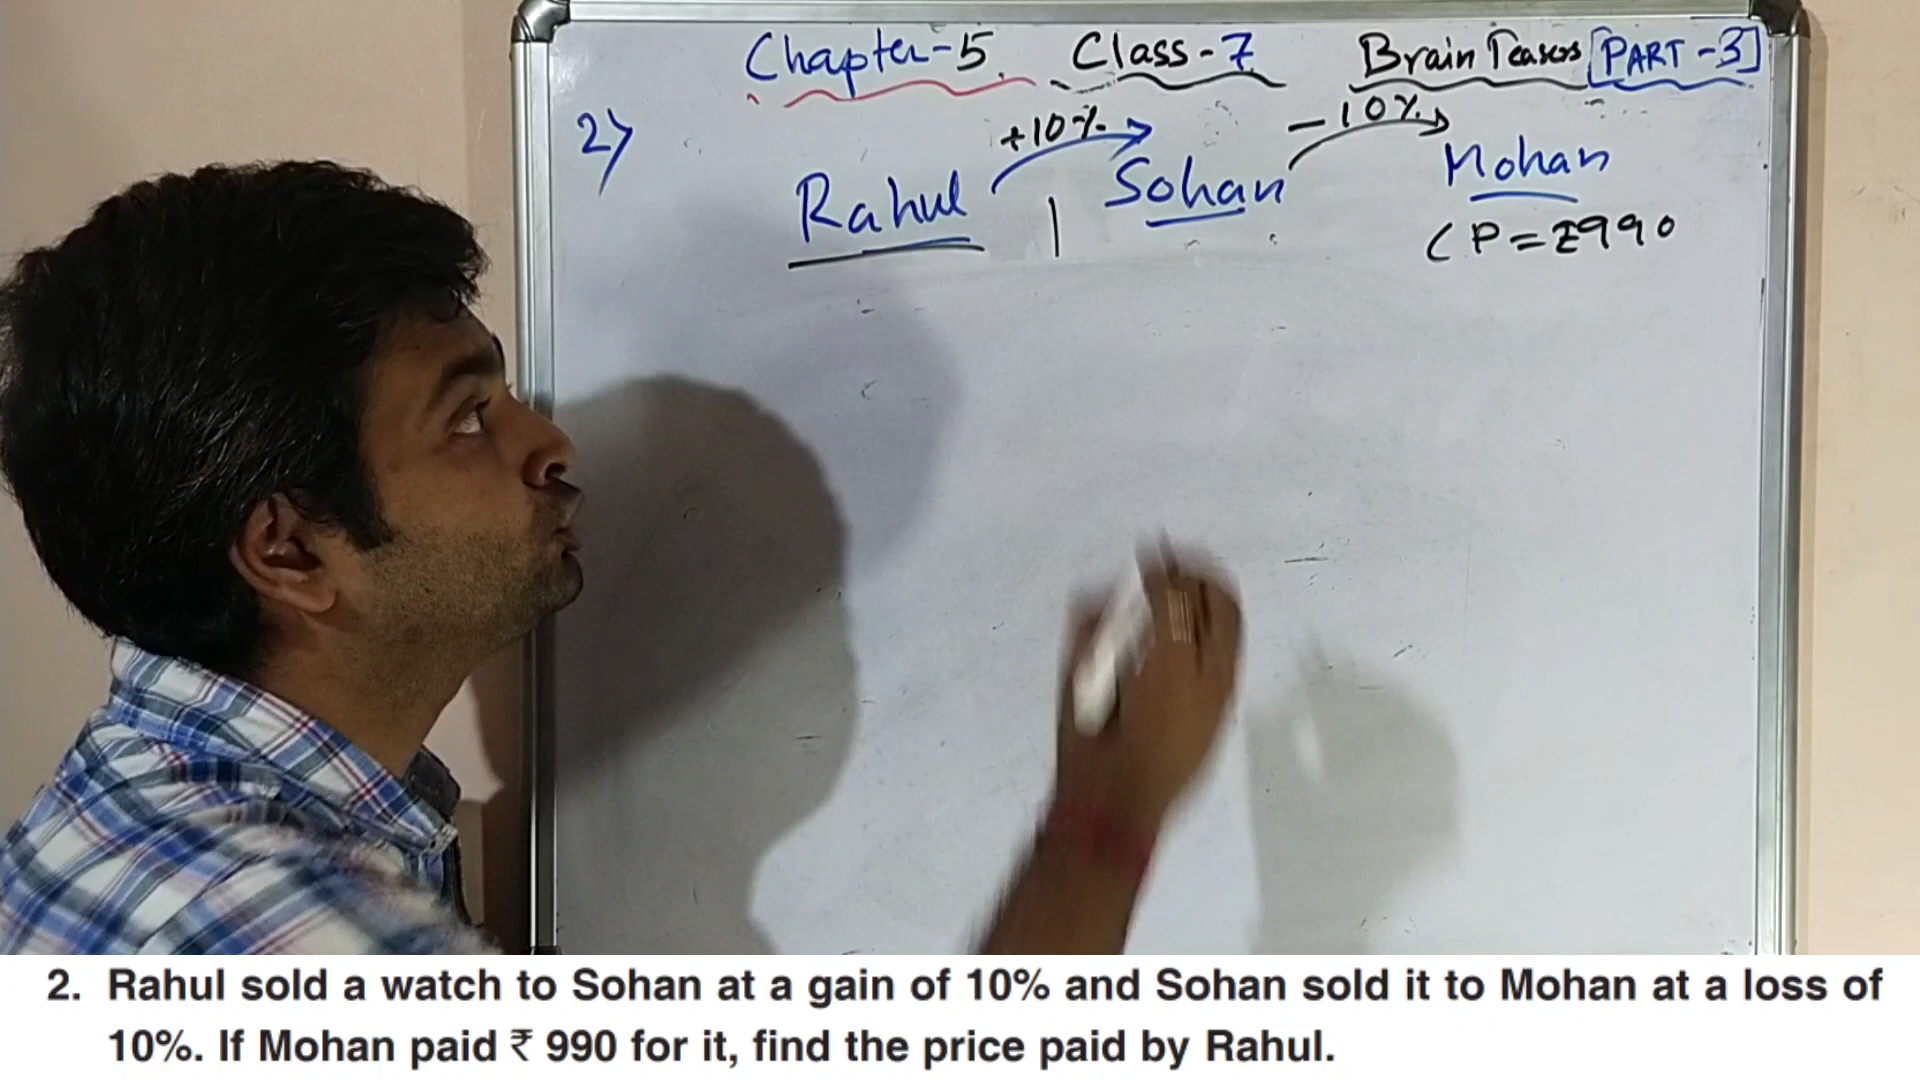 Chapter-5 Class-7 Brain Teasers [PART-3]
2) +10% -10%
Rahul Sohan Mohan
CP=₹990
2. Rahul sold a watch to Sohan at a gain of 10% and Sohan sold it to Mohan at a loss of
10%. If Mohan paid ₹ 990 for it, find the price paid by Rahul.